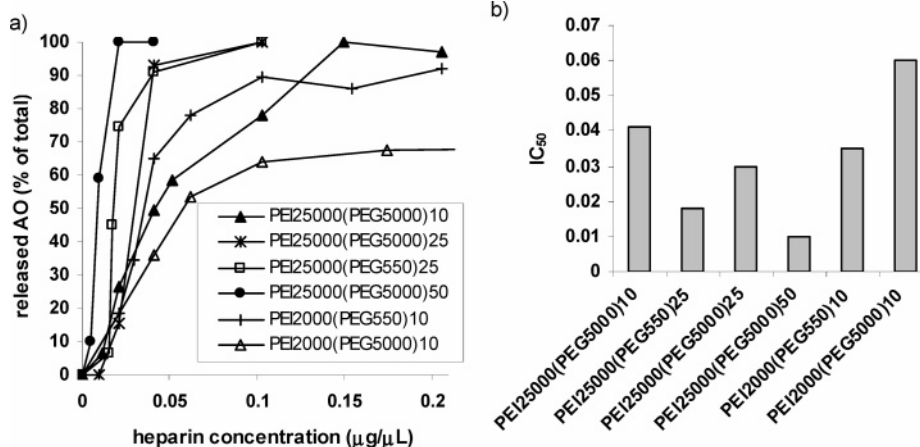 a)
released AO (% of total)
100
90
80
70
60
50
40
30
20
10
0
0
0.05
0.1
0.15
0.2
heparin concentration (µg/µL)
PEI25000(PEG5000)10
PEI25000(PEG5000)25
PEI25000(PEG550)25
PEI25000(PEG5000)50
PEI2000(PEG550)10
PEI2000(PEG5000)10
b)
IC50
0.07
0.06
0.05
0.04
0.03
0.02
0.01
0
PEI25000(PEG5000)10
PEI25000(PEG550)25
PEI25000(PEG5000)25
PEI25000(PEG5000)50
PEI2000(PEG550)10
PEI2000(PEG5000)10